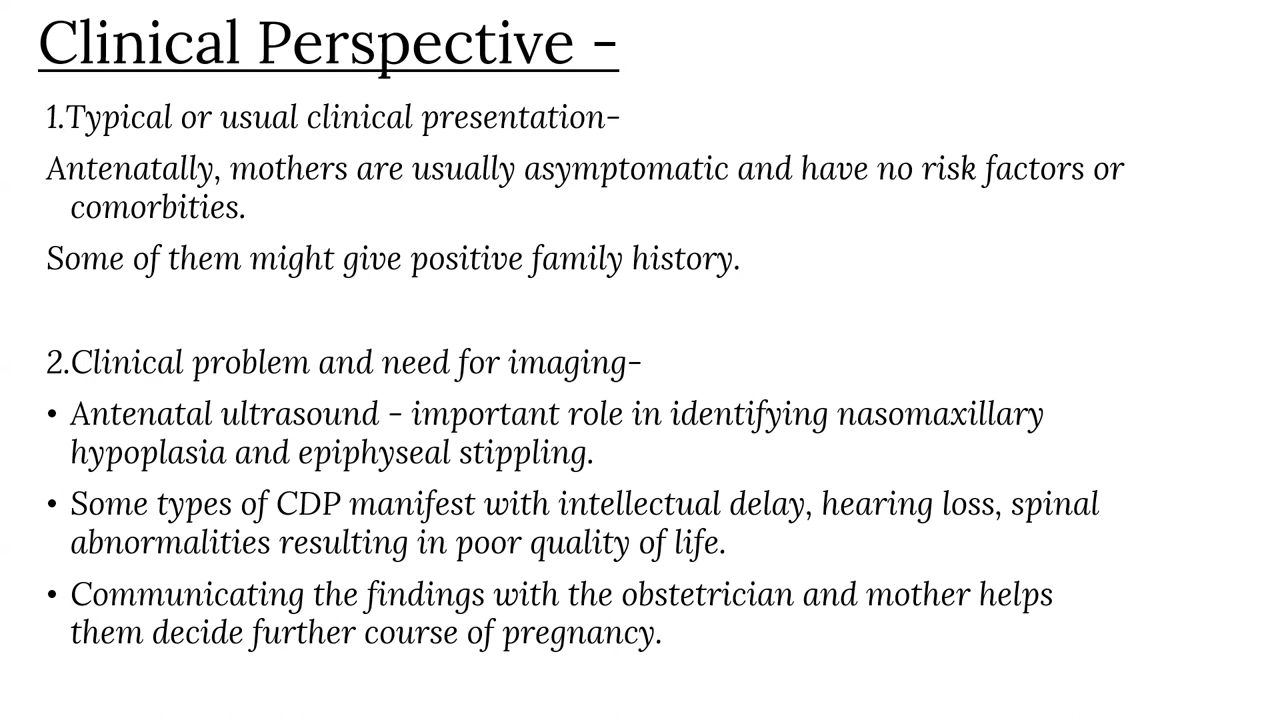 Clinical Perspective -
1.Typical or usual clinical presentation-
Antenatally, mothers are usually asymptomatic and have no risk factors or
comorbities.
Some of them might give positive family history.
2.Clinical problem and need for imaging-
• Antenatal ultrasound - important role in identifying nasomaxillary
hypoplasia and epiphyseal stippling.
• Some types of CDP manifest with intellectual delay, hearing loss, spinal
abnormalities resulting in poor quality of life.
• Communicating the findings with the obstetrician and mother helps
them decide further course of pregnancy.